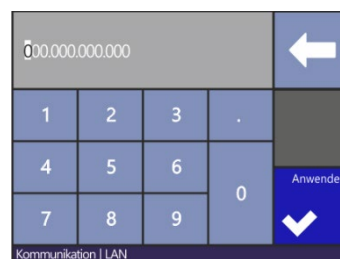 000.000.000.000
1 2 3 .
4 5 6
0
Anwende
7 8 9
Kommunikation | LAN